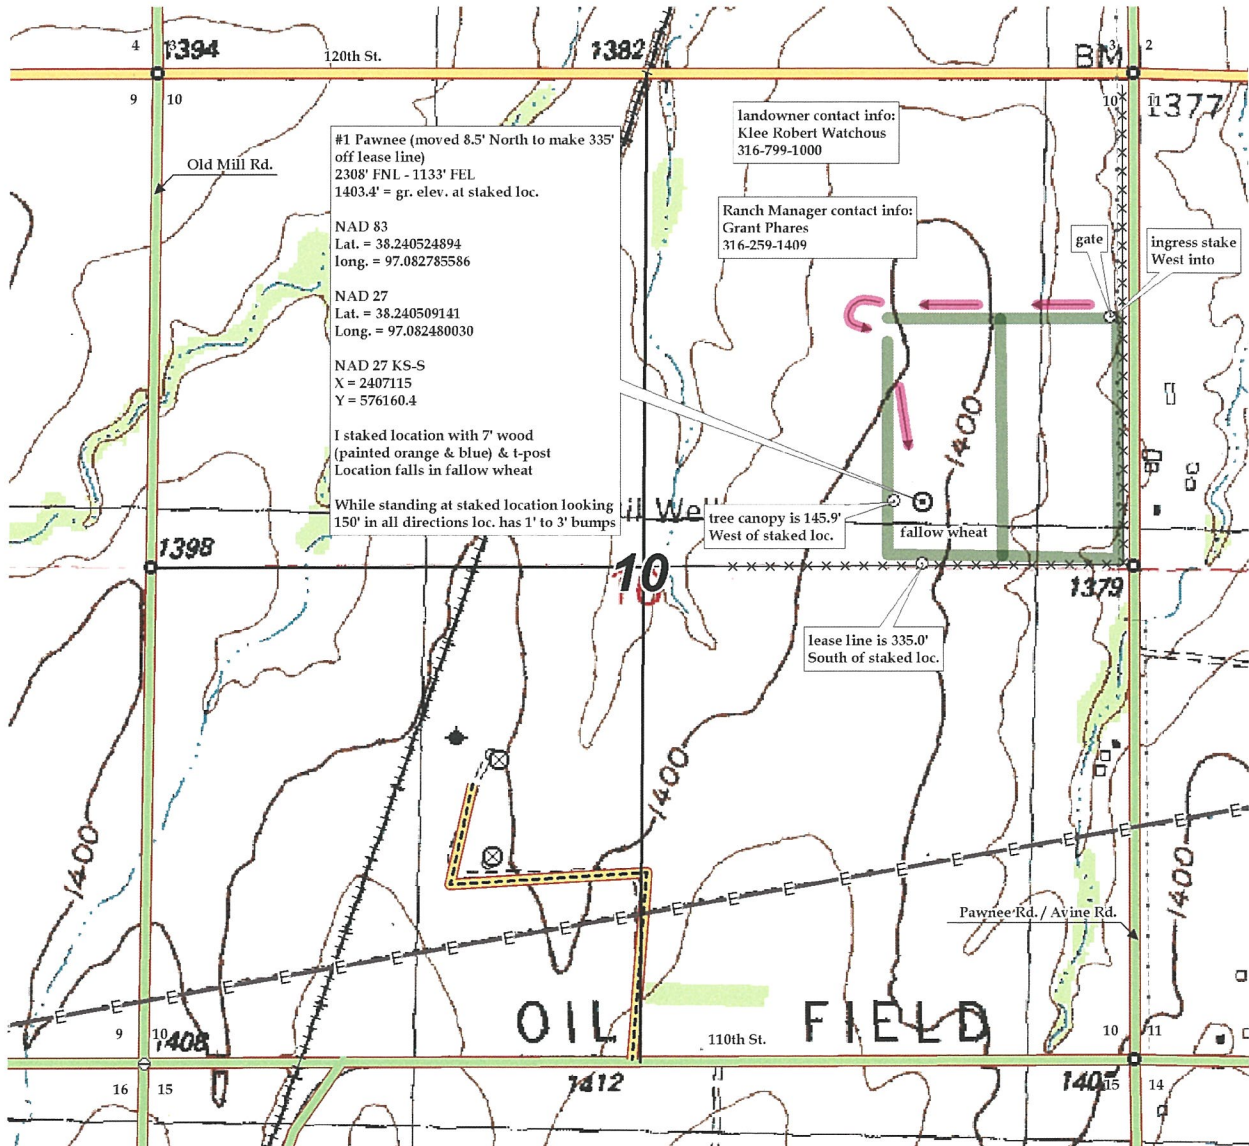 4
3
1394
120th St.
1382
BM
3
2
9
10
10
11
1377
Old Mill Rd.
#1 Pawnee (moved 8.5' North to make 335'
off lease line)
2308' FNL - 1133' FEL
1403.4' = gr. elev. at staked loc.
NAD 83
Lat. = 38.240524894
long. = 97.082785586
NAD 27
Lat. = 38.240509141
Long. = 97.082480030
NAD 27 KS-S
X = 2407115
Y = 576160.4
I staked location with 7' wood
(painted orange & blue) & t-post
Location falls in fallow wheat
While standing at staked location looking
150' in all directions loc. has 1' to 3' bumps
landowner contact info:
Klee Robert Watchous
316-799-1000
Ranch Manager contact info:
Grant Phares
316-259-1409
gate
ingress stake
West into
1400
Well
tree canopy is 145.9'
West of staked loc.
fallow wheat
1398
10
10
1379
lease line is 335.0'
South of staked loc.
1400
1400
1400
E E E E E E E E E E E E E E E E E E E E E E
Pawnee Rd. / Avine Rd.
OIL FIELD
9
10
1408
110th St.
10
11
16
15
1412
15
14